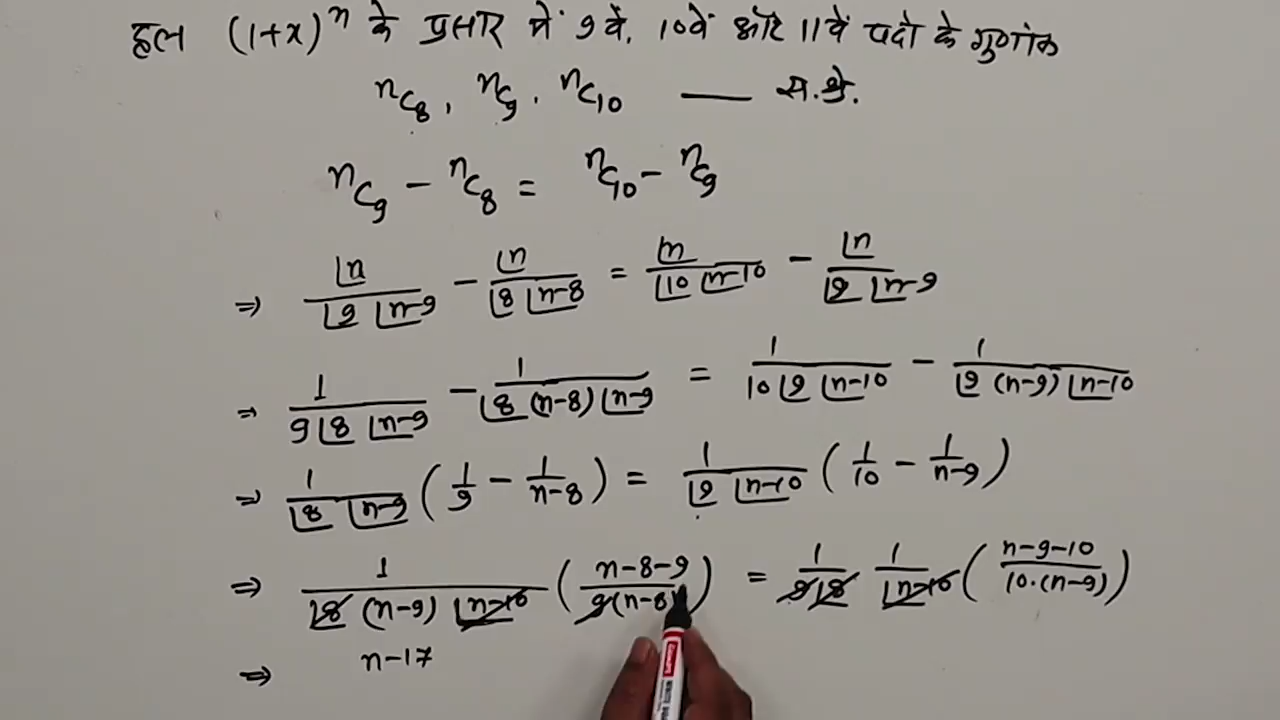 हल (1+x)^n के प्रसार में 9वें, 10वें और 11वें पदों के गुणांक
ⁿC₈, ⁿC₉, ⁿC₁₀ —— स.श्रे.
ⁿC₉ - ⁿC₈ = ⁿC₁₀ - ⁿC₉
⇒ |n / (|9 |n-9) - |n / (|8 |n-8) = |n / (|10 |n-10) - |n / (|9 |n-9)
⇒ 1 / (9|8 |n-9) - 1 / (|8 (n-8) |n-9) = 1 / (10|9 |n-10) - 1 / (|9 (n-9) |n-10)
⇒ 1 / (|8 |n-9) (1/9 - 1/(n-8)) = 1 / (|9 |n-10) (1/10 - 1/(n-9))
⇒ 1 / (|8 (n-9) |n-10) ((n-8-9) / (9(n-8))) = 1 / (9|8) 1 / |n-10 ((n-9-10) / (10·(n-9)))
⇒ n-17